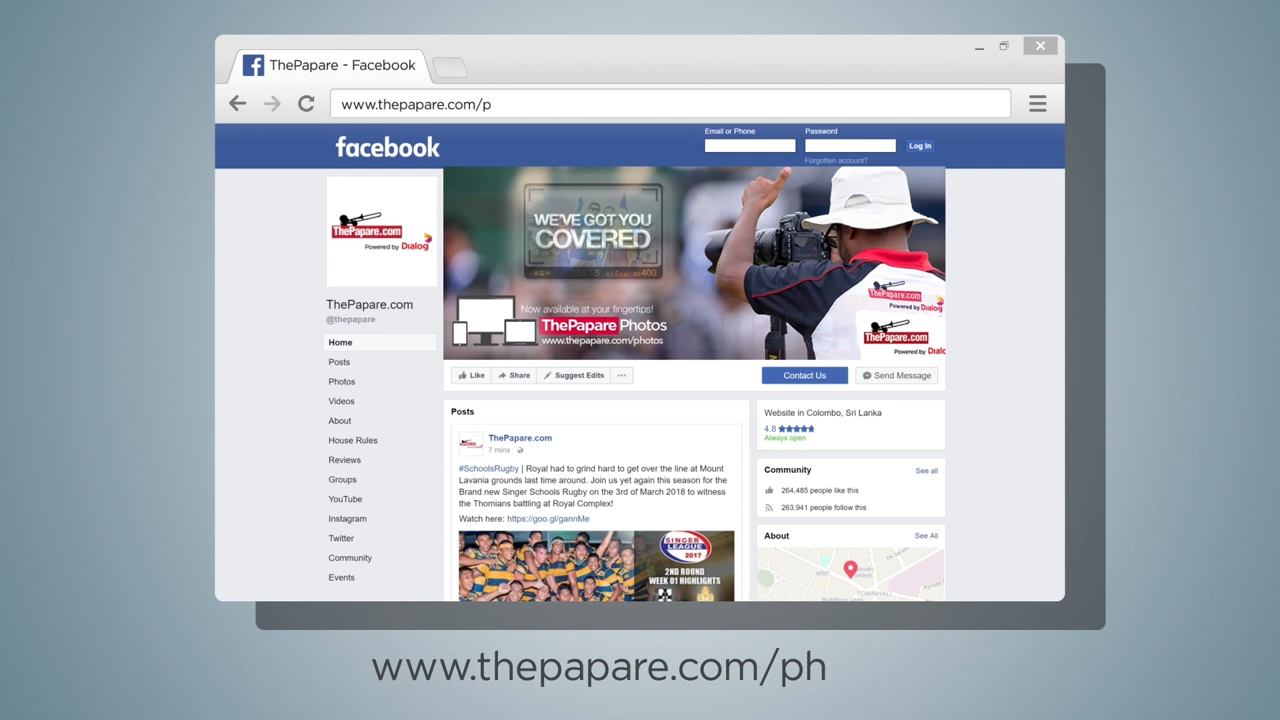 ThePapare - Facebook
www.thepapare.com/p
facebook
Email or Phone
Password
Log In
Forgotten account?
ThePapare.com
Powered by Dialog
WE'VE GOT YOU
COVERED
400
Now available at your fingertips!
ThePapare Photos
www.thepapare.com/photos
ThePapare.com
Powered by Dialog
ThePapare.com
Powered by Dialo
ThePapare.com
@thepapare
Home
Posts
Photos
Videos
About
House Rules
Reviews
Groups
YouTube
Instagram
Twitter
Community
Events
Like
Share
Suggest Edits
Contact Us
Send Message
Posts
ThePapare.com
7 mins
#SchoolsRugby | Royal had to grind hard to get over the line at Mount
Lavania grounds last time around. Join us yet again this season for the
Brand new Singer Schools Rugby on the 3rd of March 2018 to witness
the Thomians battling at Royal Complex!
Watch here: https://goo.gl/gannMe
SINGER
LEAGUE
2017
2ND ROUND
WEEK 01 HIGHLIGHTS
Website in Colombo, Sri Lanka
4.8
Always open
Community
See all
264,485 people like this
263,941 people follow this
About
See All
TOWNHALL
www.thepapare.com/ph